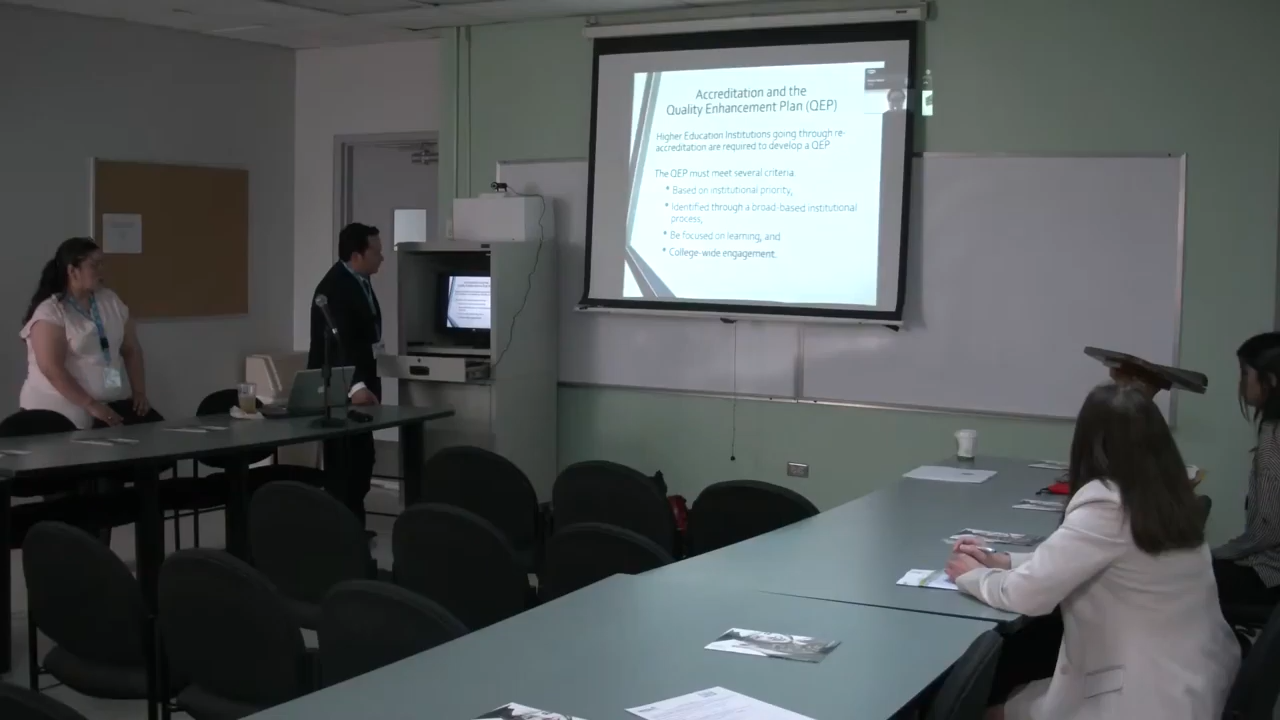 Accreditation and the
Quality Enhancement Plan (QEP)
Higher Education Institutions going through re-
accreditation are required to develop a QEP
The QEP must meet several criteria.
* Based on institutional priority,
* Identified through a broad-based institutional
process,
* Be focused on learning, and
* College-wide engagement.